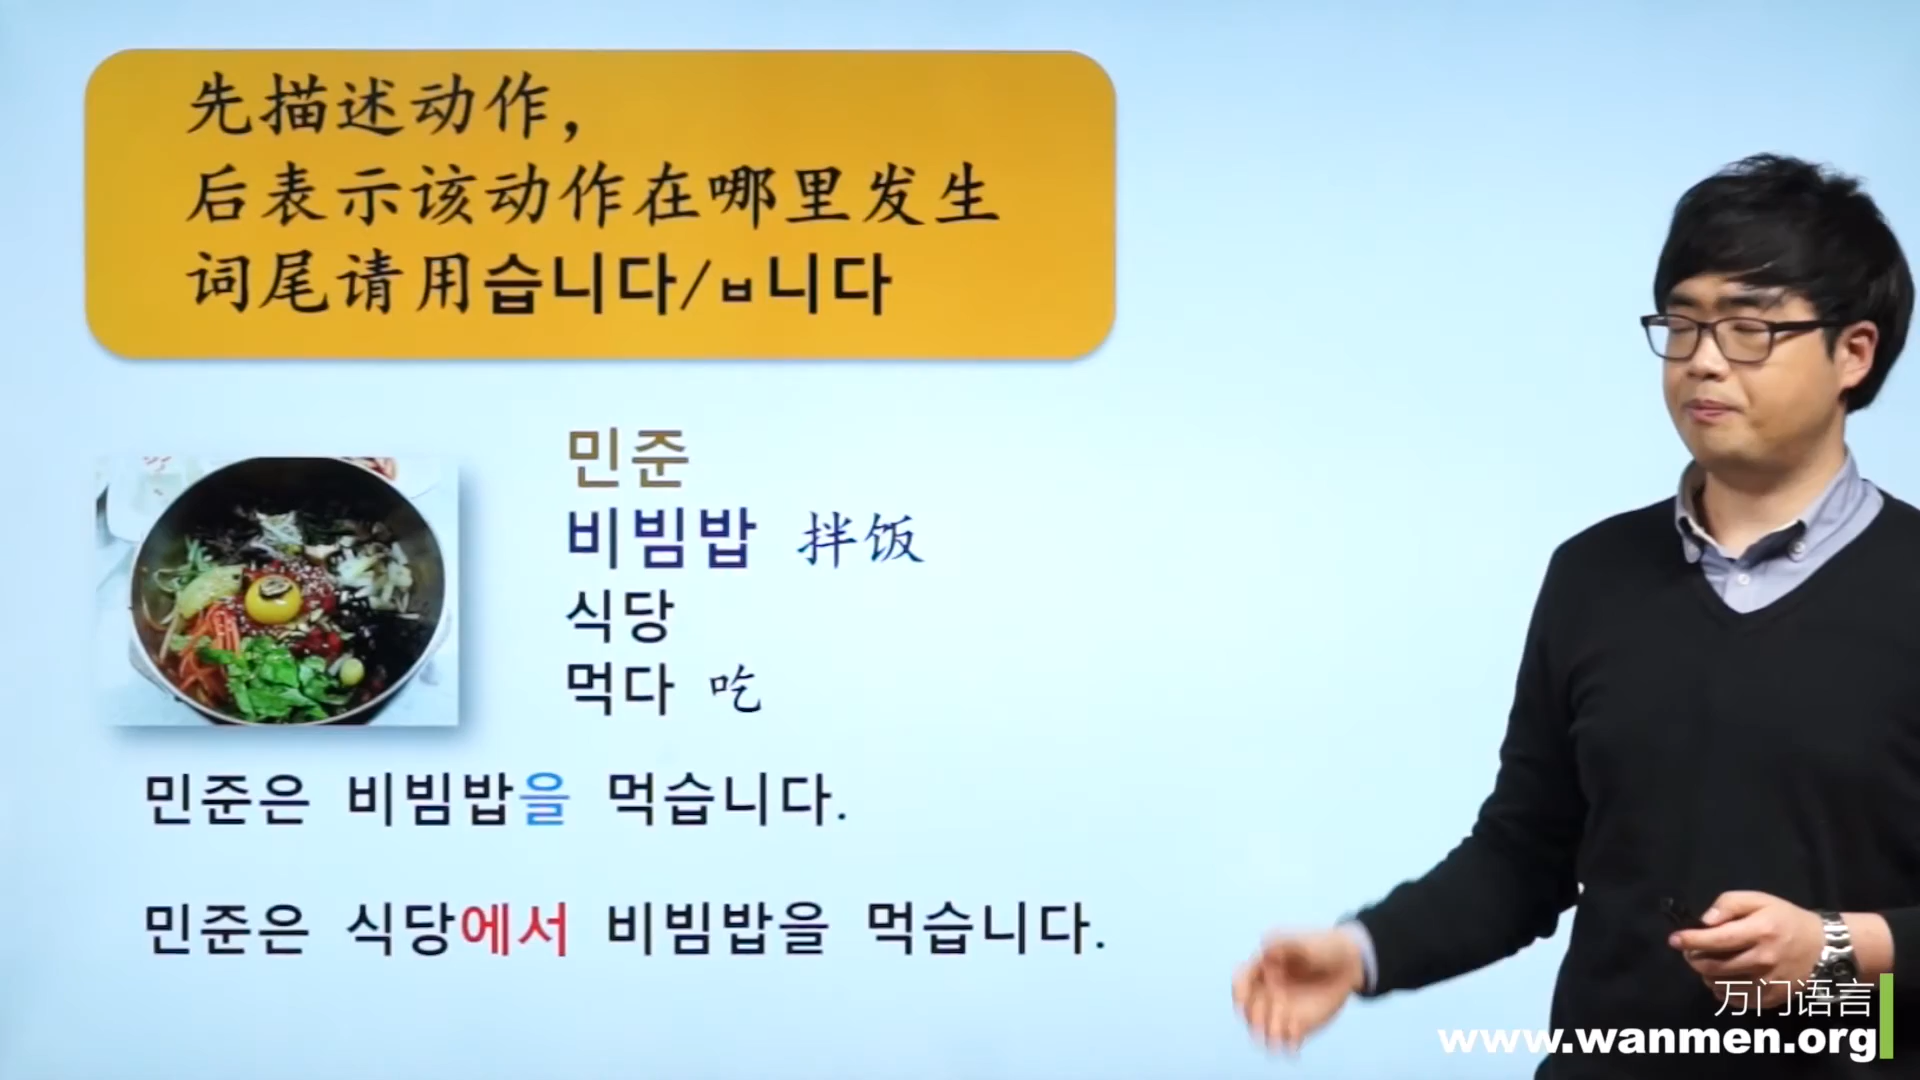 先描述动作，
后表示该动作在哪里发生
词尾请用습니다/ㅂ니다
민준
비빔밥 拌饭
식당
먹다 吃
민준은 비빔밥을 먹습니다.
민준은 식당에서 비빔밥을 먹습니다.
万门语言
www.wanmen.org